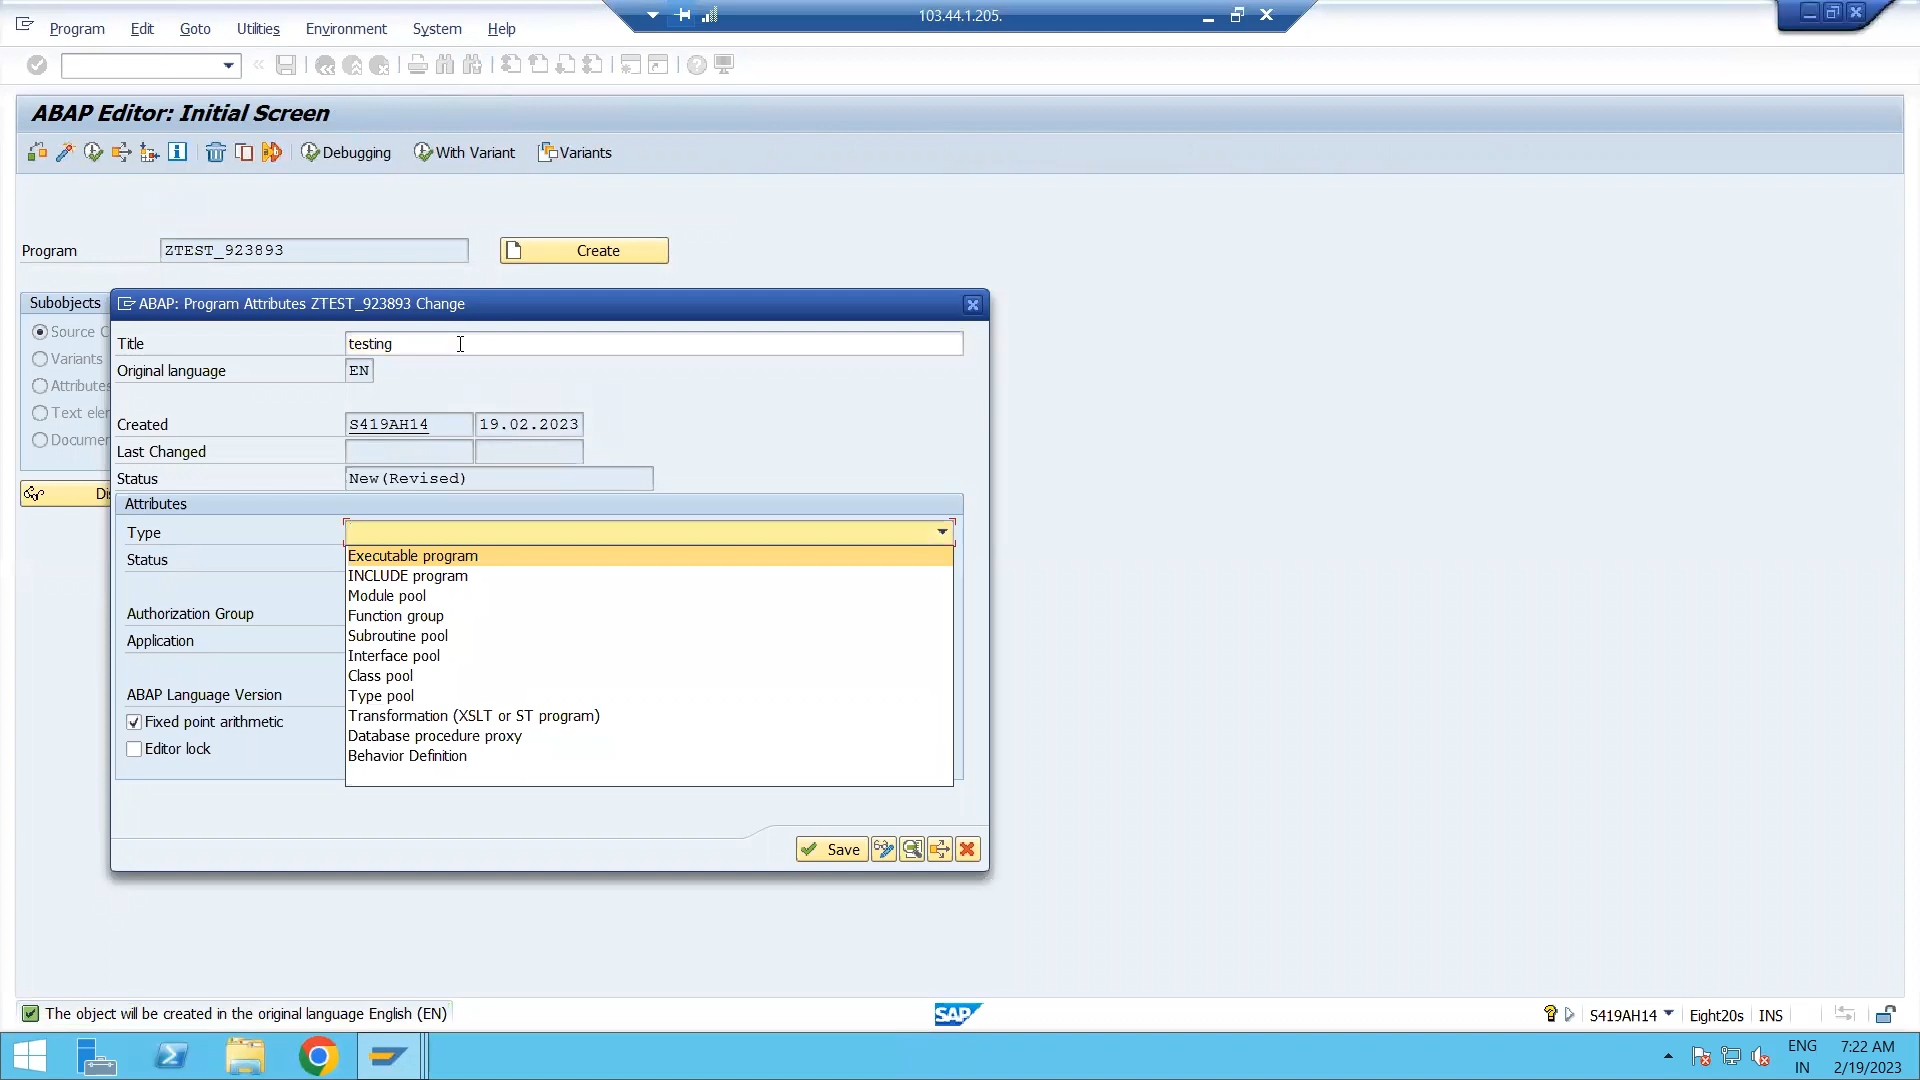 103.44.1.205.
Program Edit Goto Utilities Environment System Help
ABAP Editor: Initial Screen
Debugging With Variant Variants
Program ZTEST_923893 Create
Subobjects
Source C
Variants
Attributes
Text eler
Documen
Dis
ABAP: Program Attributes ZTEST_923893 Change
Title testing
Original language EN
Created S419AH14 19.02.2023
Last Changed
Status New(Revised)
Attributes
Type
Status
Authorization Group
Application
ABAP Language Version
Fixed point arithmetic
Editor lock
Executable program
INCLUDE program
Module pool
Function group
Subroutine pool
Interface pool
Class pool
Type pool
Transformation (XSLT or ST program)
Database procedure proxy
Behavior Definition
Save
The object will be created in the original language English (EN)
SAP
S419AH14 Eight20s INS
ENG 7:22 AM
IN 2/19/2023